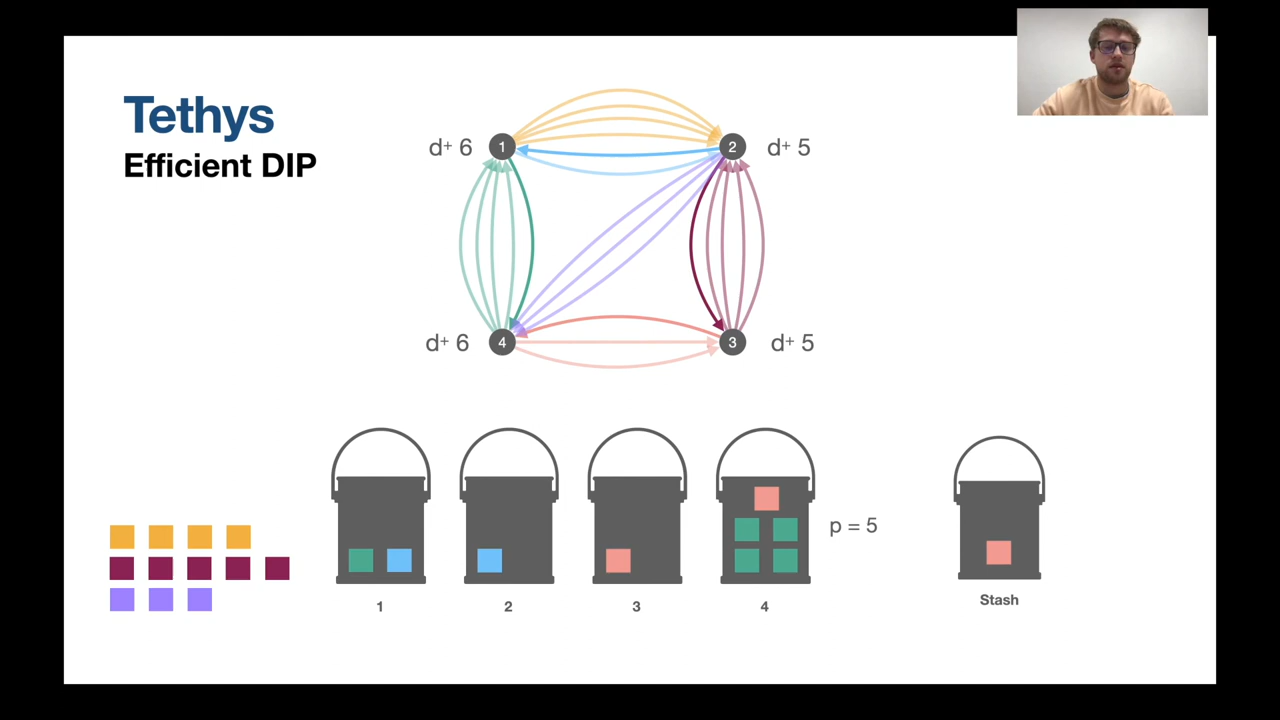 Tethys
Efficient DIP
d+ 6
1
2
d+ 5
d+ 6
4
3
d+ 5
p = 5
1
2
3
4
Stash